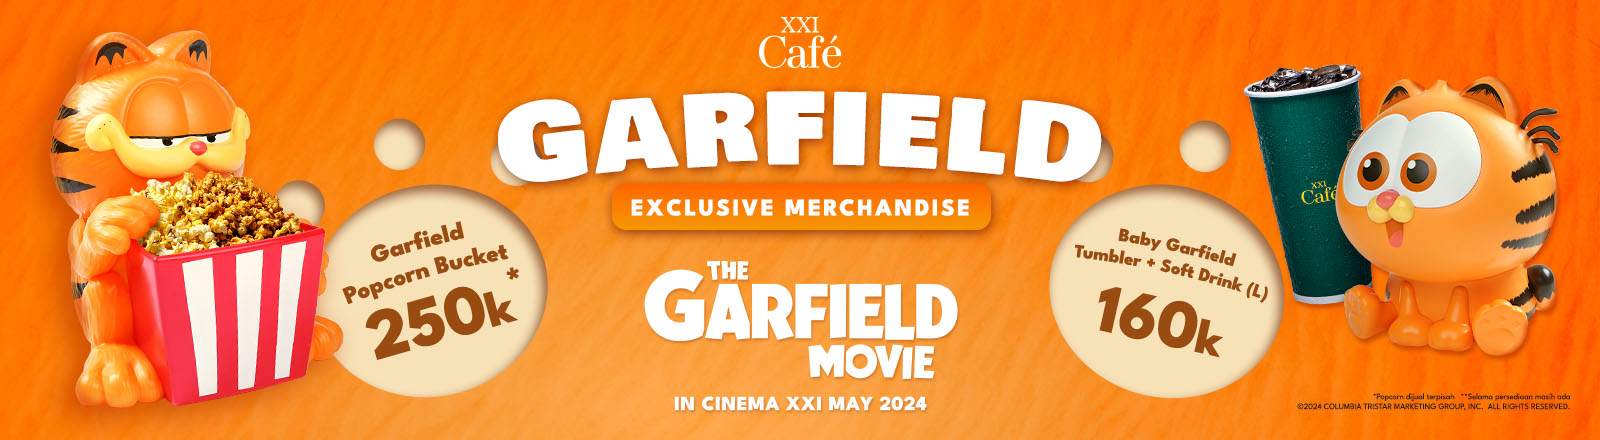 XXI
Café
GARFIELD
EXCLUSIVE MERCHANDISE
Garfield
Popcorn Bucket
*
250k
THE
GARFIELD
MOVIE
IN CINEMA XXI MAY 2024
Baby Garfield
Tumbler + Soft Drink (L)
160k
XXI
Café
*Popcorn dijual terpisah **Selama persediaan masih ada
©2024 COLUMBIA TRISTAR MARKETING GROUP, INC. ALL RIGHTS RESERVED.